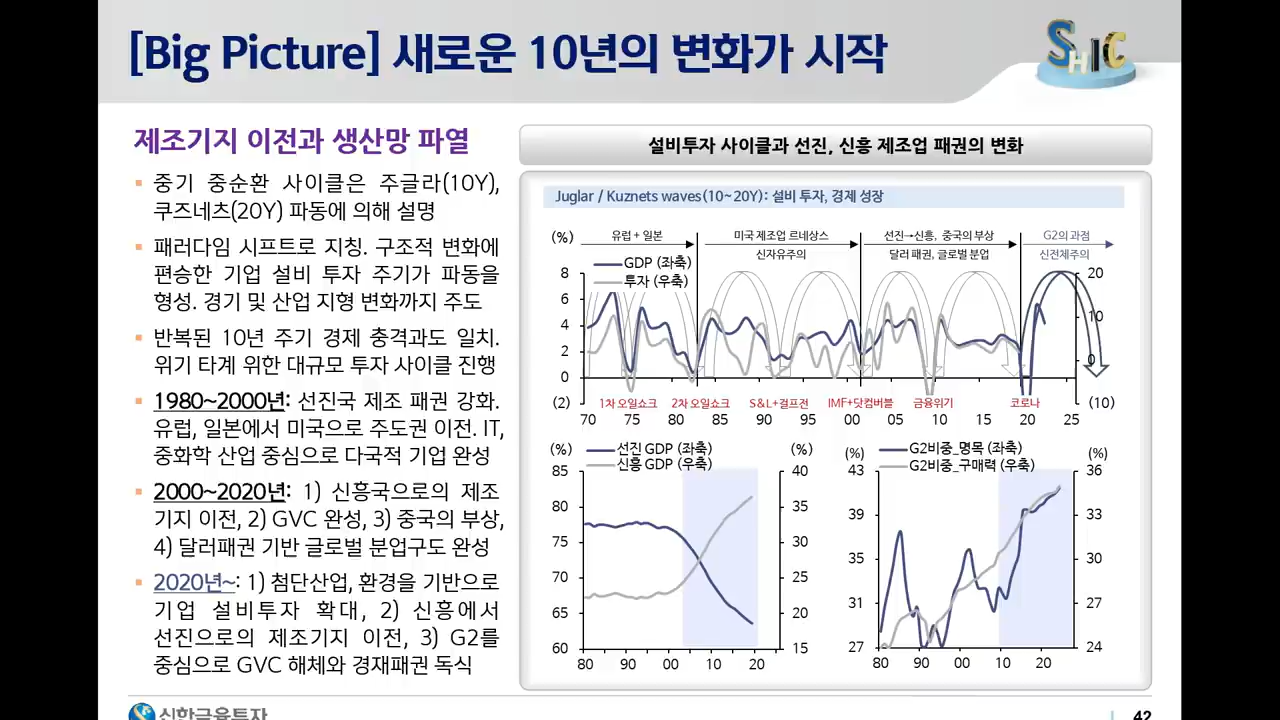 [Big Picture] 새로운 10년의 변화가 시작
SHIC
제조기지 이전과 생산망 파열
중기 중순환 사이클은 주글라(10Y),
쿠즈네츠(20Y) 파동에 의해 설명
패러다임 시프트로 지칭. 구조적 변화에
편승한 기업 설비 투자 주기가 파동을
형성. 경기 및 산업 지형 변화까지 주도
반복된 10년 주기 경제 충격과도 일치.
위기 타계 위한 대규모 투자 사이클 진행
1980~2000년: 선진국 제조 패권 강화.
유럽, 일본에서 미국으로 주도권 이전. IT,
중화학 산업 중심으로 다국적 기업 완성
2000~2020년: 1) 신흥국으로의 제조
기지 이전, 2) GVC 완성, 3) 중국의 부상,
4) 달러패권 기반 글로벌 분업구도 완성
2020년~: 1) 첨단산업, 환경을 기반으로
기업 설비투자 확대, 2) 신흥에서
선진으로의 제조기지 이전, 3) G2를
중심으로 GVC 해체와 경재패권 독식
설비투자 사이클과 선진, 신흥 제조업 패권의 변화
Juglar / Kuznets waves(10~20Y): 설비 투자, 경제 성장
(%) 유럽 + 일본 미국 제조업 르네상스 선진→신흥, 중국의 부상 G2의 과점
신자유주의 달러 패권, 글로벌 분업 신전체주의
GDP (좌축)
투자 (우축)
8 20
6
4 10
2
0 0
(2) 1차 오일쇼크 2차 오일쇼크 S&L+걸프전 IMF+닷컴버블 금융위기 코로나 (10)
70 75 80 85 90 95 00 05 10 15 20 25
(%) 선진 GDP (좌축) (%)
신흥 GDP (우축)
85 40
80 35
75 30
70 25
65 20
60 15
80 90 00 10 20
(%) G2비중_명목 (좌축) (%)
G2비중_구매력 (우축)
43 36
39 33
35 30
31 27
27 24
80 90 00 10 20
신한금융투자
42